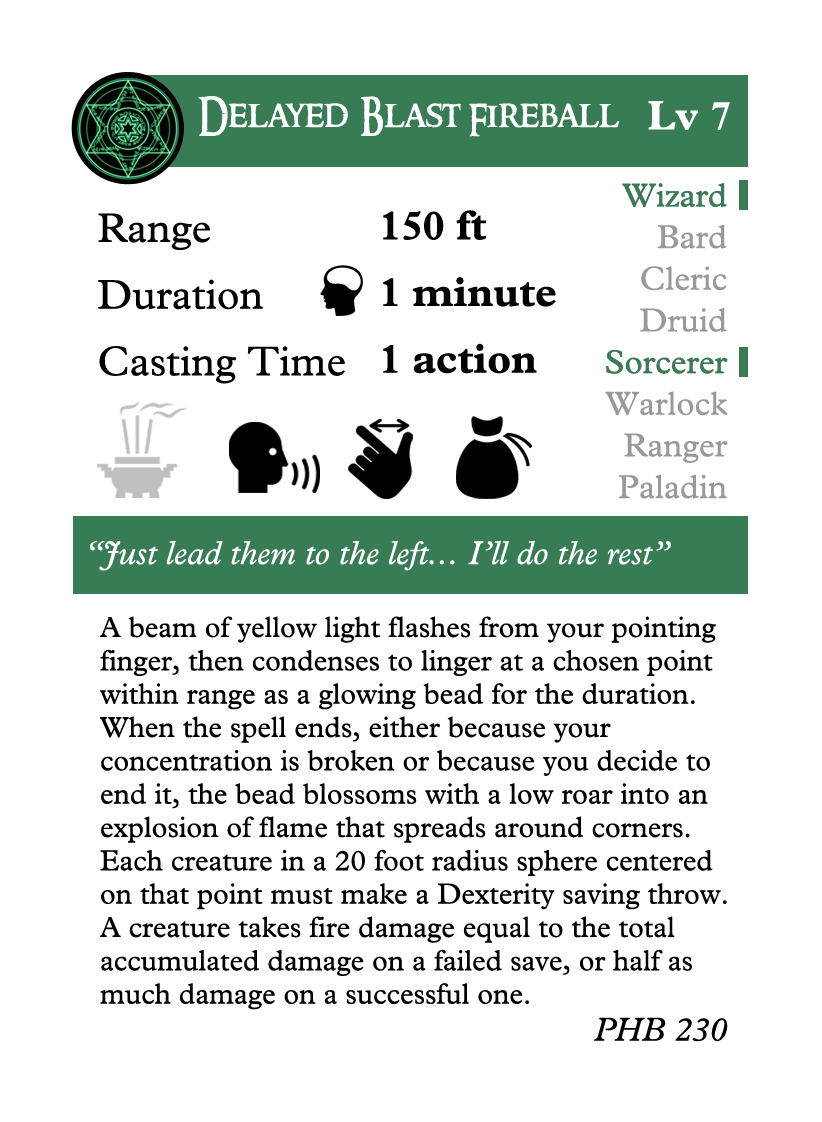 Delayed Blast Fireball Lv 7
Range 150 ft
Duration 1 minute
Casting Time 1 action
Wizard
Bard
Cleric
Druid
Sorcerer
Warlock
Ranger
Paladin
“Just lead them to the left... I’ll do the rest”
A beam of yellow light flashes from your pointing
finger, then condenses to linger at a chosen point
within range as a glowing bead for the duration.
When the spell ends, either because your
concentration is broken or because you decide to
end it, the bead blossoms with a low roar into an
explosion of flame that spreads around corners.
Each creature in a 20 foot radius sphere centered
on that point must make a Dexterity saving throw.
A creature takes fire damage equal to the total
accumulated damage on a failed save, or half as
much damage on a successful one.
PHB 230